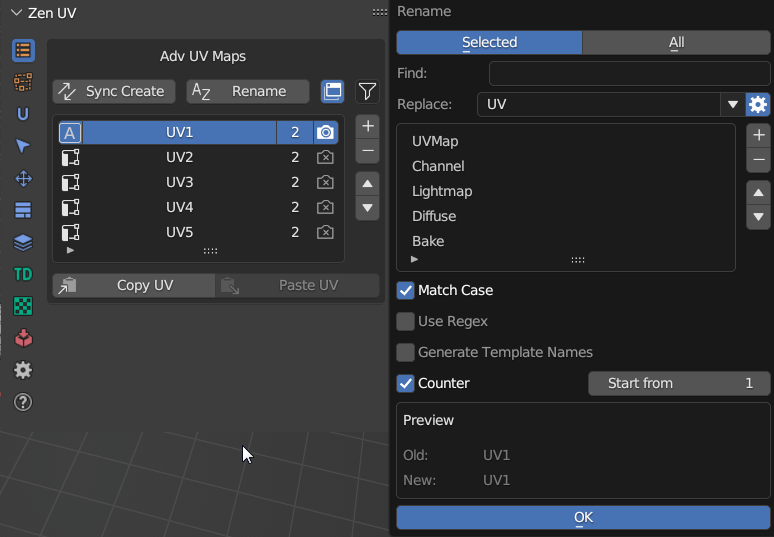 Zen UV
Adv UV Maps
Sync Create
AZ Rename
A UV1 2
UV2 2
UV3 2
UV4 2
UV5 2
Copy UV Paste UV
U
TD
?
Rename
Selected All
Find:
Replace: UV
UVMap
Channel
Lightmap
Diffuse
Bake
Match Case
Use Regex
Generate Template Names
Counter Start from 1
Preview
Old: UV1
New: UV1
OK